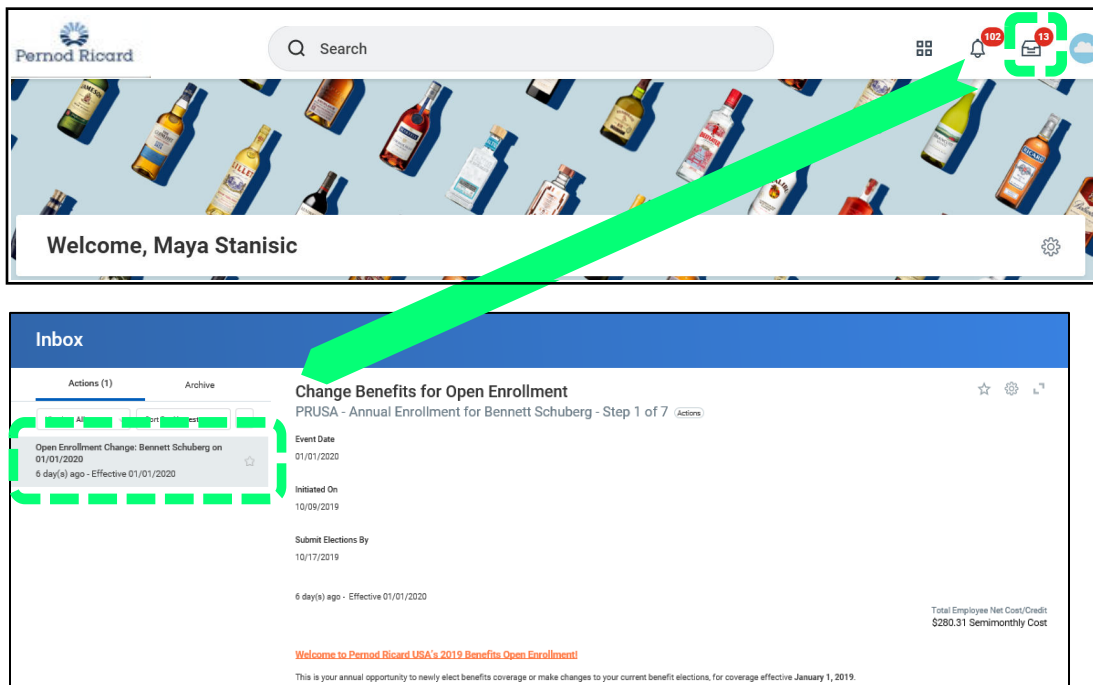 Pernod Ricard
Search
102
13
Welcome, Maya Stanisic
Inbox
Actions (1)
Archive
Change Benefits for Open Enrollment
PRUSA - Annual Enrollment for Bennett Schuberg - Step 1 of 7 Actions
Open Enrollment Change: Bennett Schuberg on
01/01/2020
6 day(s) ago - Effective 01/01/2020
Event Date
01/01/2020
Initiated On
10/09/2019
Submit Elections By
10/17/2019
6 day(s) ago - Effective 01/01/2020
Total Employee Net Cost/Credit
$280.31 Semimonthly Cost
Welcome to Pernod Ricard USA's 2019 Benefits Open Enrollment!
This is your annual opportunity to newly elect benefits coverage or make changes to your current benefit elections, for coverage effective January 1, 2019.